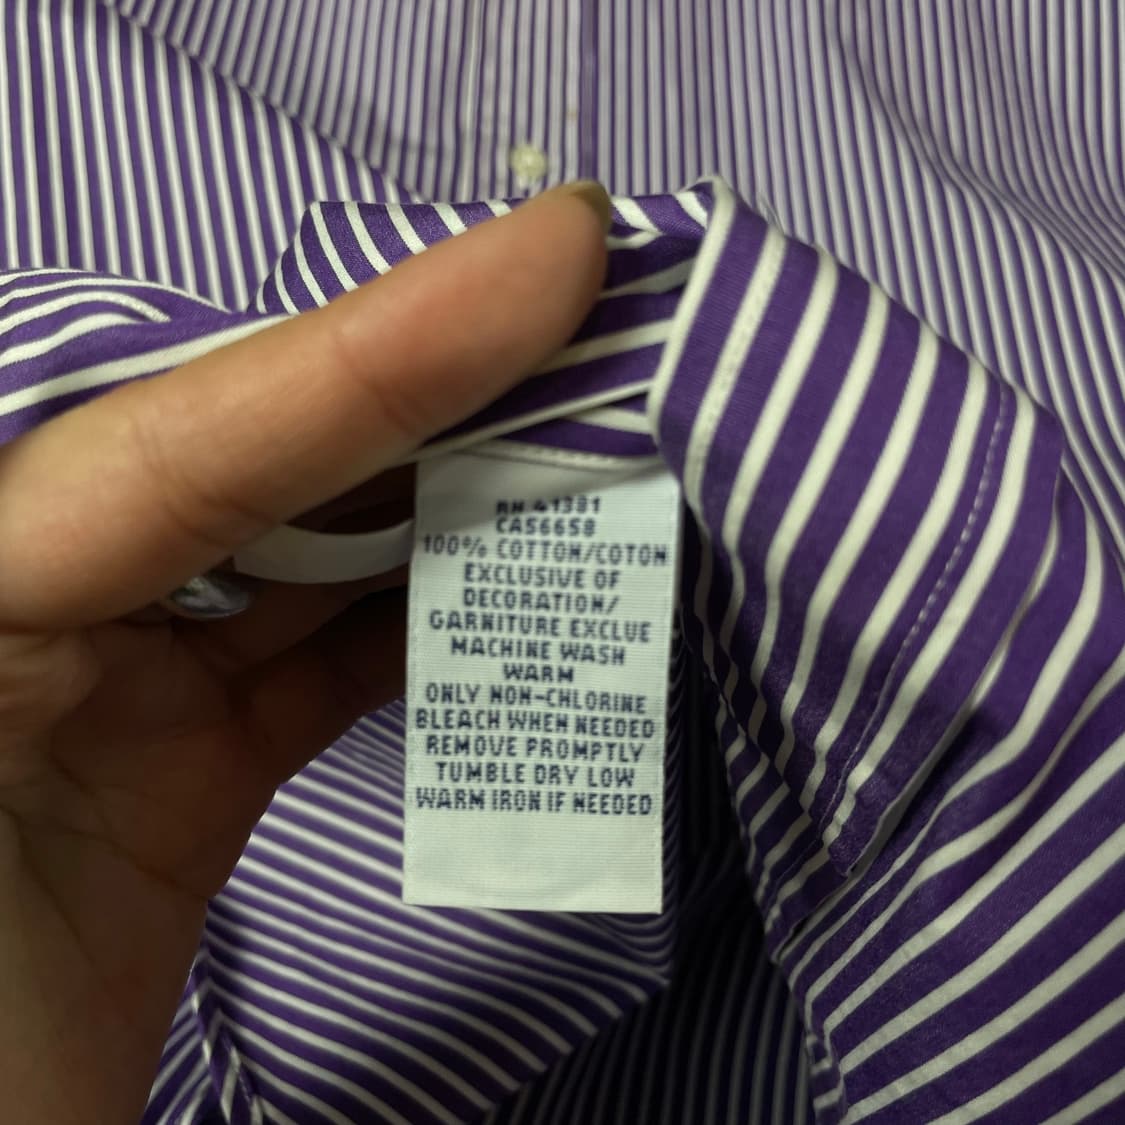 RN 41381
CA56658
100% COTTON/COTON
EXCLUSIVE OF
DECORATION/
GARNITURE EXCLUE
MACHINE WASH
WARM
ONLY NON-CHLORINE
BLEACH WHEN NEEDED
REMOVE PROMPTLY
TUMBLE DRY LOW
WARM IRON IF NEEDED